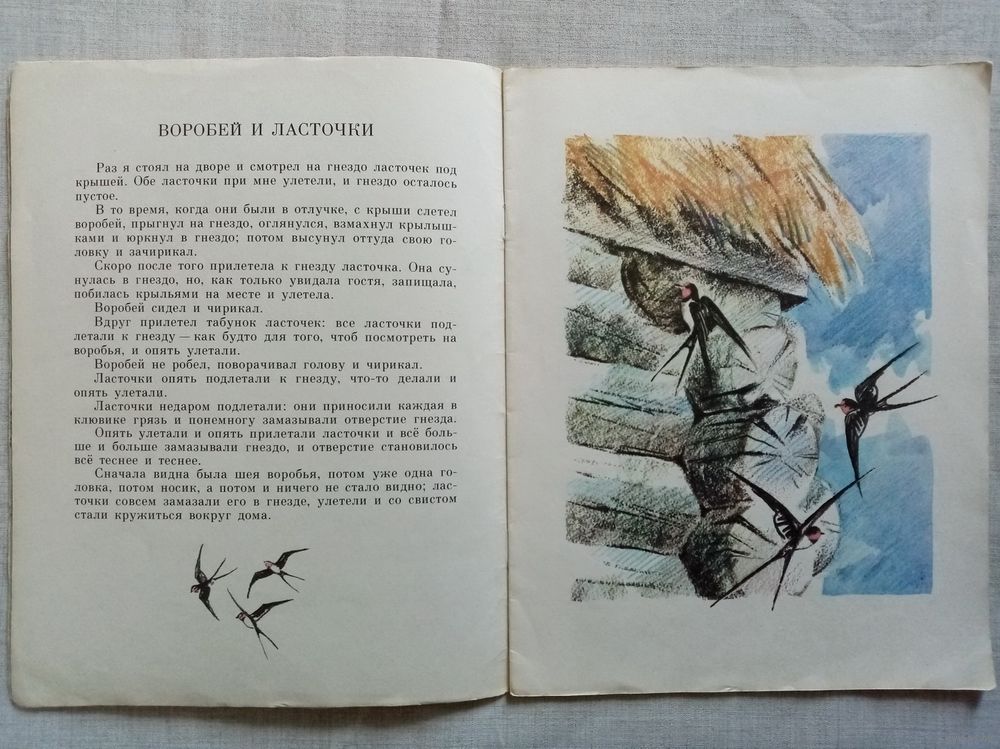 ВОРОБЕЙ И ЛАСТОЧКИ
Раз я стоял на дворе и смотрел на гнездо ласточек под
крышей. Обе ласточки при мне улетели, и гнездо осталось
пустое.
В то время, когда они были в отлучке, с крыши слетел
воробей, прыгнул на гнездо, оглянулся, взмахнул крылыш-
ками и юркнул в гнездо; потом высунул оттуда свою го-
ловку и зачирикал.
Скоро после того прилетела к гнезду ласточка. Она су-
нулась в гнездо, но, как только увидала гостя, запищала,
побилась крыльями на месте и улетела.
Воробей сидел и чирикал.
Вдруг прилетел табунок ласточек: все ласточки под-
летали к гнезду — как будто для того, чтоб посмотреть на
воробья, и опять улетали.
Воробей не робел, поворачивал голову и чирикал.
Ласточки опять подлетали к гнезду, что-то делали и
опять улетали.
Ласточки недаром подлетали: они приносили каждая в
клювике грязь и понемногу замазывали отверстие гнезда.
Опять улетали и опять прилетали ласточки и всё боль-
ше и больше замазывали гнездо, и отверстие становилось
всё теснее и теснее.
Сначала видна была шея воробья, потом уже одна го-
ловка, потом носик, а потом и ничего не стало видно; лас-
точки совсем замазали его в гнезде, улетели и со свистом
стали кружиться вокруг дома.